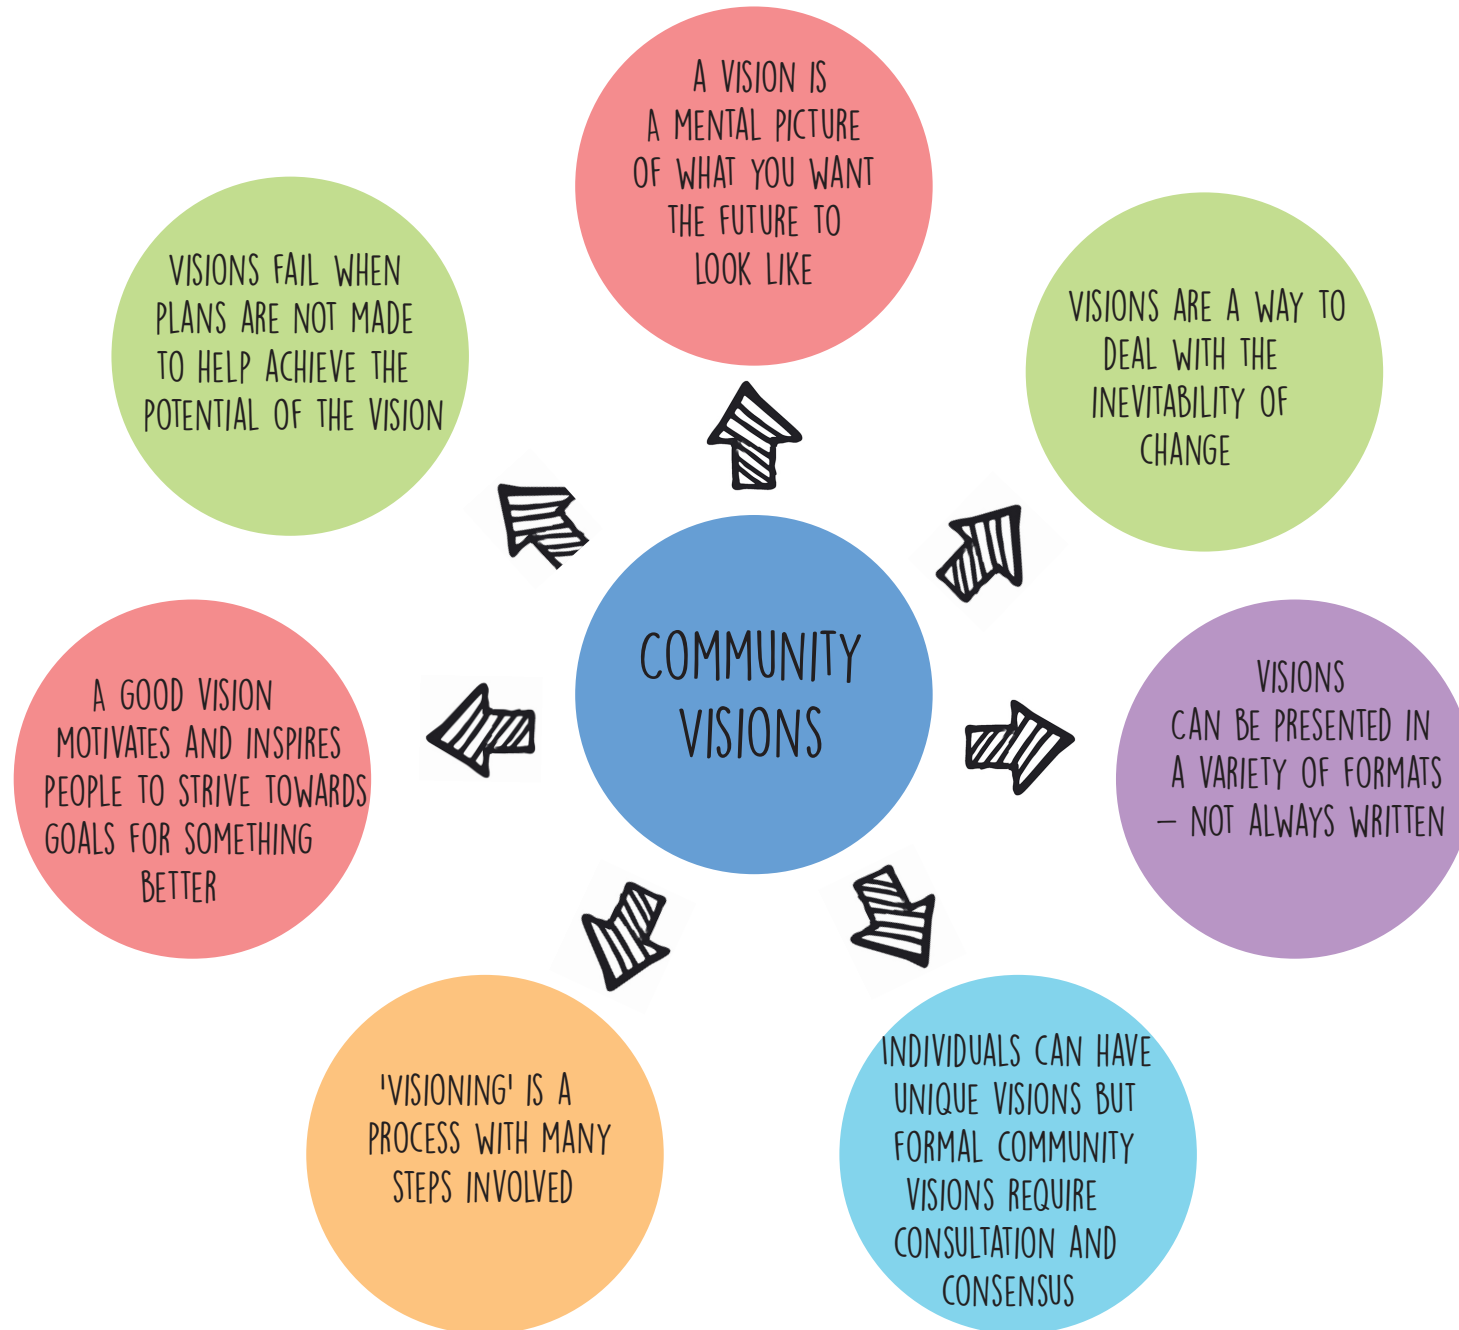 A VISION IS
A MENTAL PICTURE
OF WHAT YOU WANT
THE FUTURE TO
LOOK LIKE
VISIONS FAIL WHEN
PLANS ARE NOT MADE
TO HELP ACHIEVE THE
POTENTIAL OF THE VISION
VISIONS ARE A WAY TO
DEAL WITH THE
INEVITABILITY OF
CHANGE
COMMUNITY
VISIONS
A GOOD VISION
MOTIVATES AND INSPIRES
PEOPLE TO STRIVE TOWARDS
GOALS FOR SOMETHING
BETTER
VISIONS
CAN BE PRESENTED IN
A VARIETY OF FORMATS
– NOT ALWAYS WRITTEN
'VISIONING' IS A
PROCESS WITH MANY
STEPS INVOLVED
INDIVIDUALS CAN HAVE
UNIQUE VISIONS BUT
FORMAL COMMUNITY
VISIONS REQUIRE
CONSULTATION AND
CONSENSUS